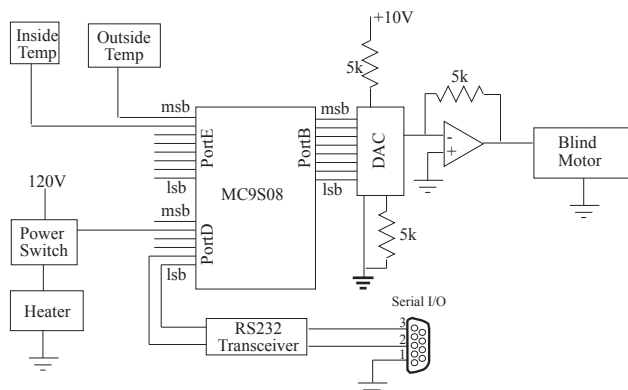 +10V
Inside
Temp
Outside
Temp
5k
5k
msb
msb
PortE
PortB
DAC
-
+
Blind
Motor
lsb
lsb
MC9S08
120V
msb
Power
Switch
PortD
5k
lsb
Heater
Serial I/O
RS232
Transceiver
3
2
1